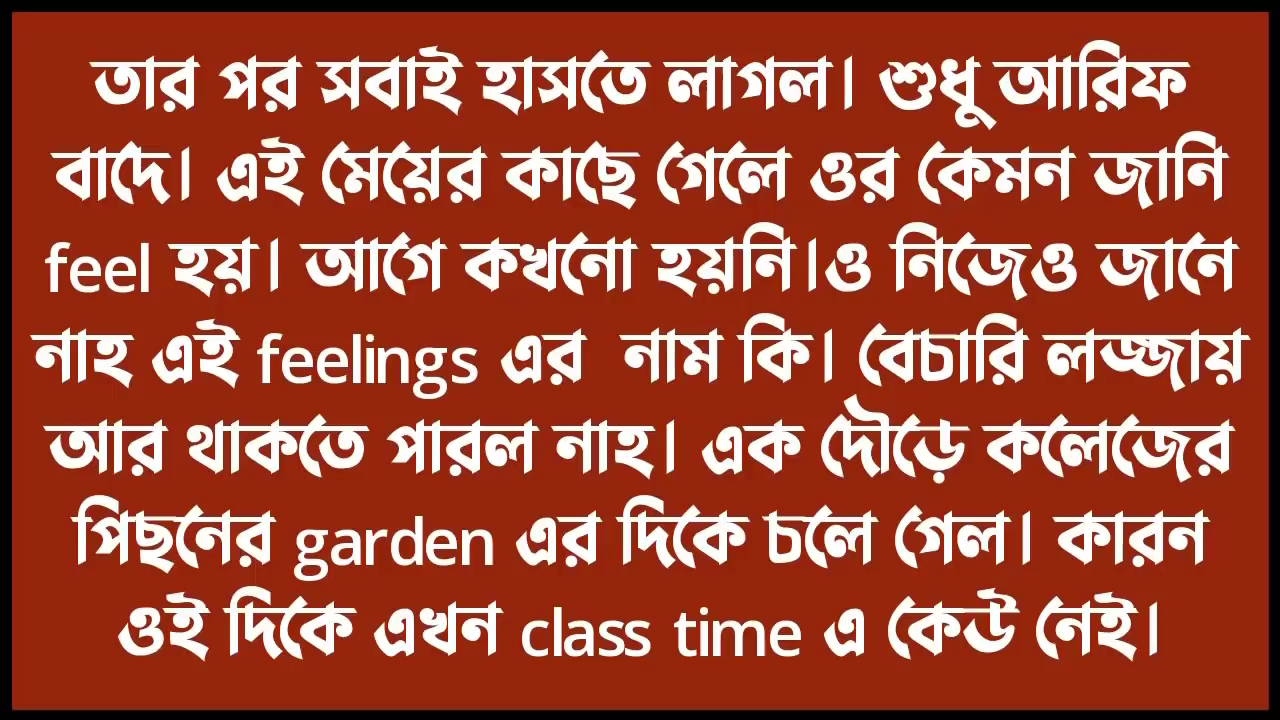 তার পর সবাই হাসতে লাগল। শুধু আরিফ
বাদে। এই মেয়ের কাছে গেলে ওর কেমন জানি
feel হয়। আগে কখনো হয়নি।ও নিজেও জানে
নাহ এই feelings এর  নাম কি। বেচারি লজ্জায়
আর থাকতে পারল নাহ। এক দৌড়ে কলেজের
পিছনের garden এর দিকে চলে গেল। কারন
ওই দিকে এখন class time এ কেউ নেই।